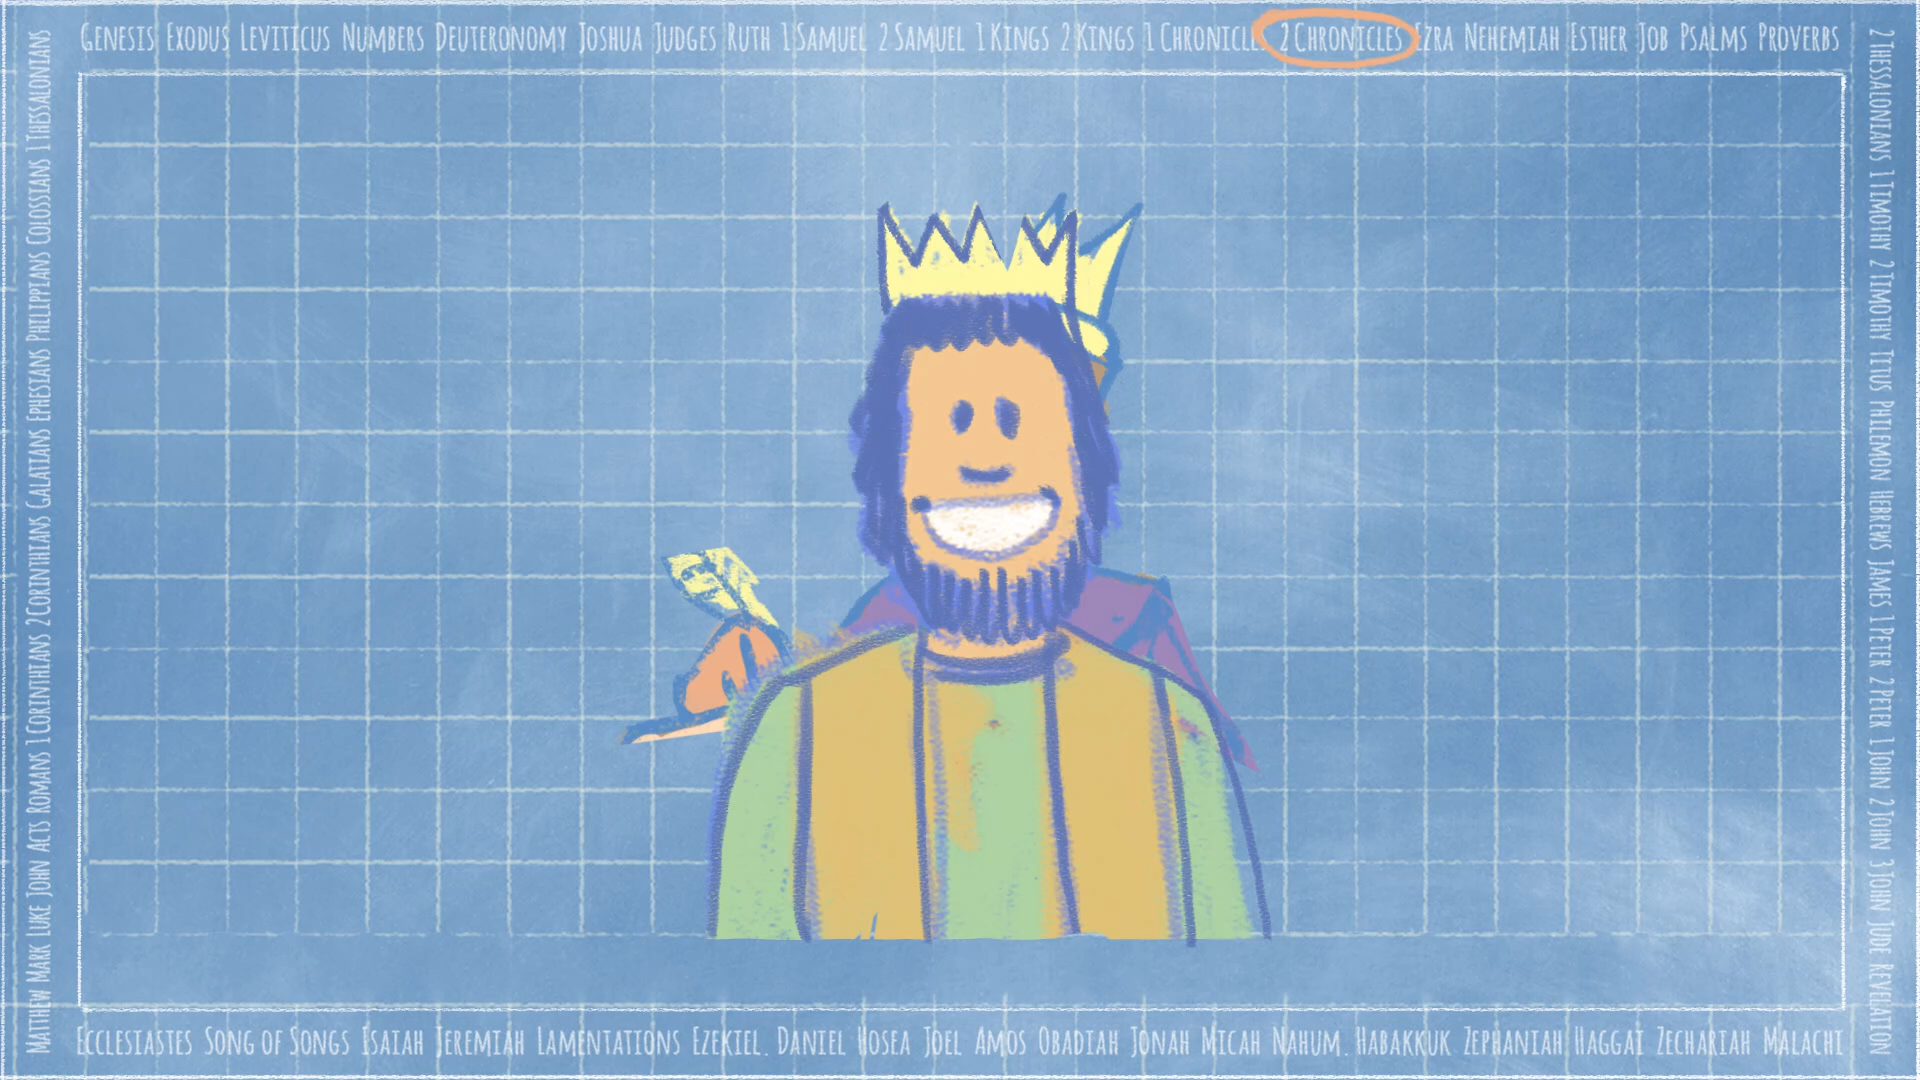 Genesis Exodus Leviticus Numbers Deuteronomy Joshua Judges Ruth 1 Samuel 2 Samuel 1 Kings 2 Kings 1 Chronicles 2 Chronicles Ezra Nehemiah Esther Job Psalms Proverbs
Ecclesiastes Song of Songs Isaiah Jeremiah Lamentations Ezekiel. Daniel Hosea Joel Amos Obadiah Jonah Micah Nahum. Habakkuk Zephaniah Haggai Zechariah Malachi
Matthew Mark Luke John Acts Romans 1 Corinthians 2 Corinthians Galatians Ephesians Philippians Colossians 1 Thessalonians
2 Thessalonians 1 Timothy 2 Timothy Titus Philemon Hebrews James 1 Peter 2 Peter 1 John 2 John 3 John Jude Revelation